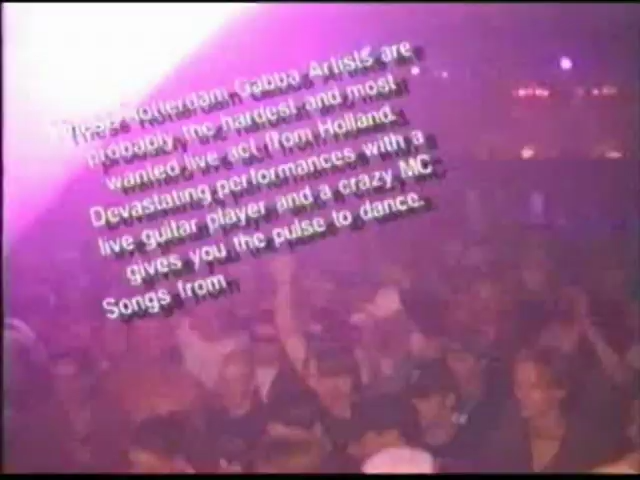 These Rotterdam Gabba Artists are
probably the hardest and most
wanted live act from Holland.
Devastating performances with a
live guitar player and a crazy MC
gives you the pulse to dance.
Songs from